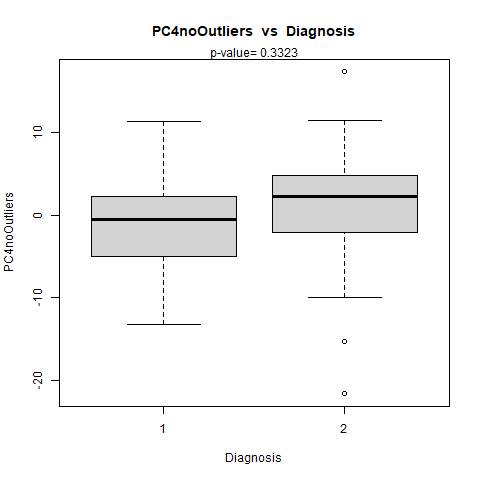 PC4noOutliers vs Diagnosis
p-value= 0.3323
PC4noOutliers
10
0
-10
-20
1 2
Diagnosis